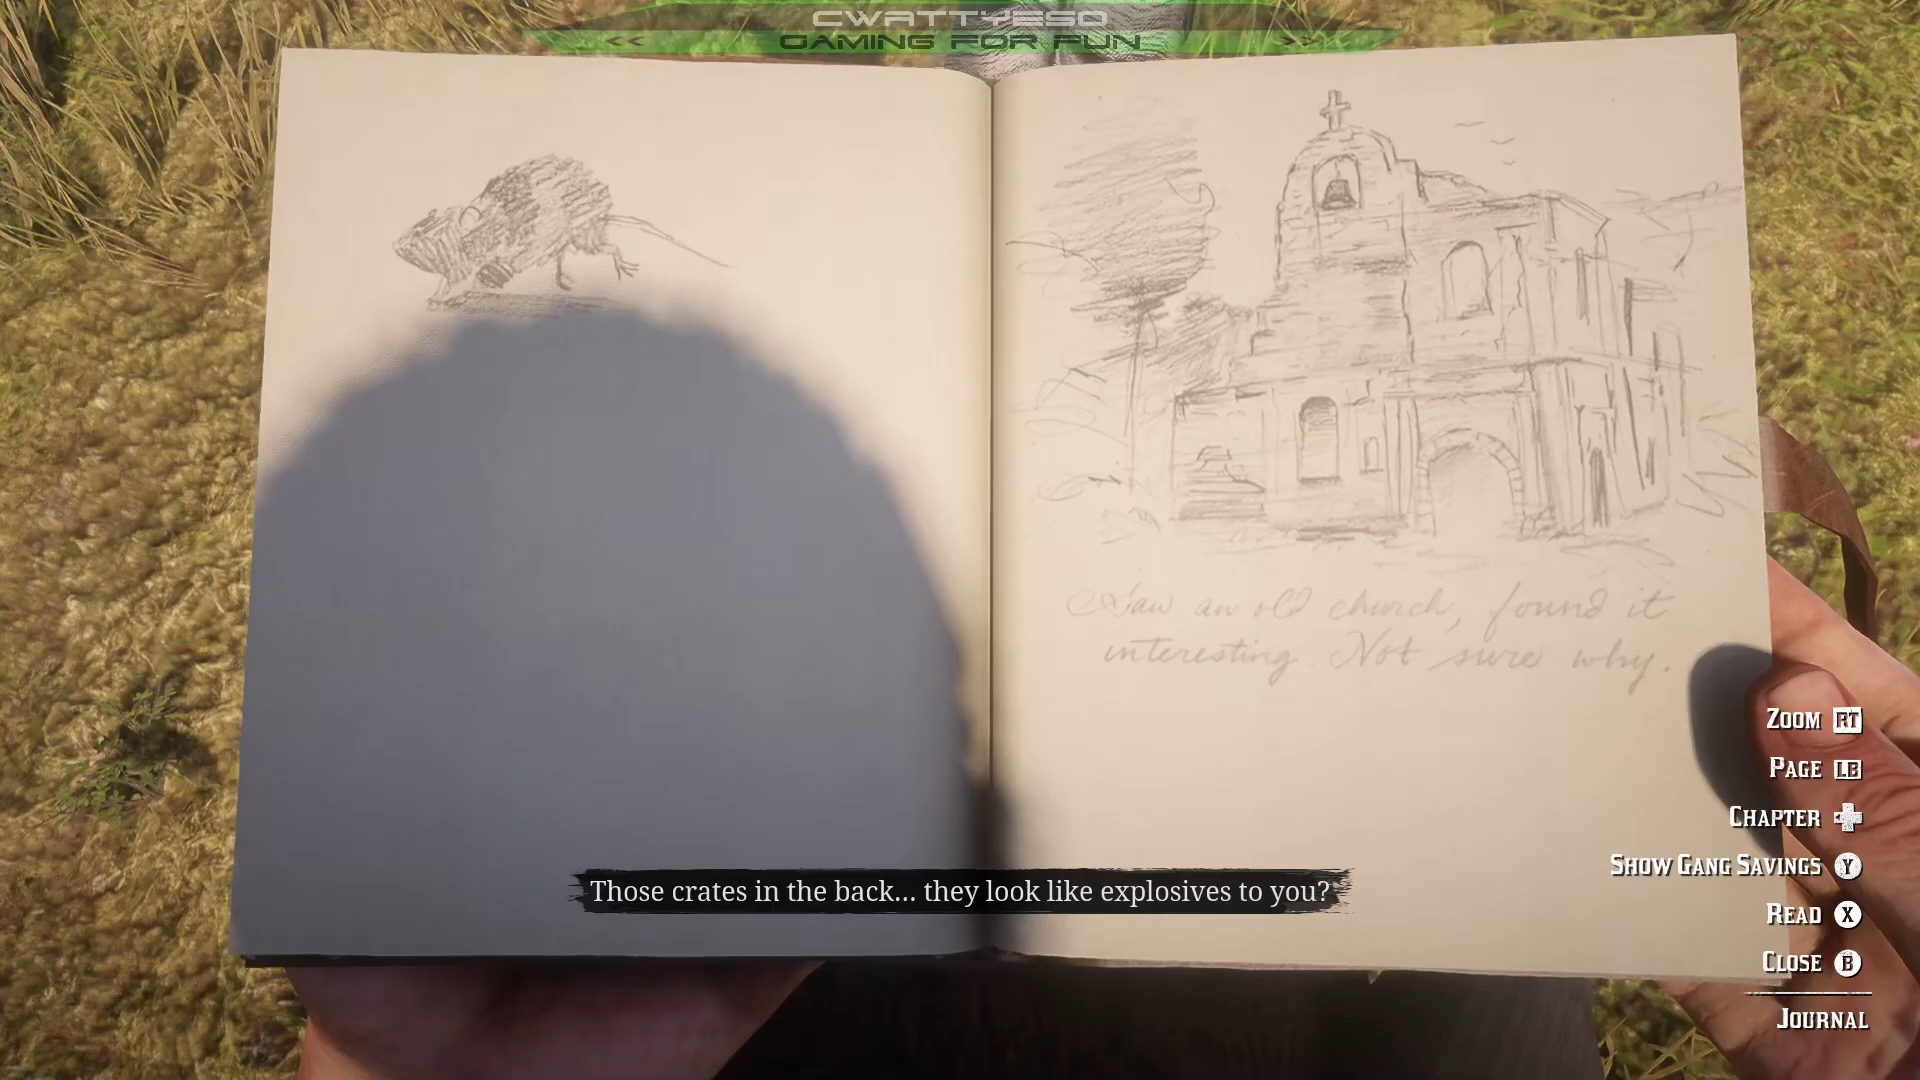 CWATTYESO
<< GAMING FOR FUN >>
Saw an old church, found it
interesting. Not sure why.
ZOOM RT
PAGE LB
CHAPTER
SHOW GANG SAVINGS Y
Those crates in the back... they look like explosives to you?
READ X
CLOSE B
JOURNAL